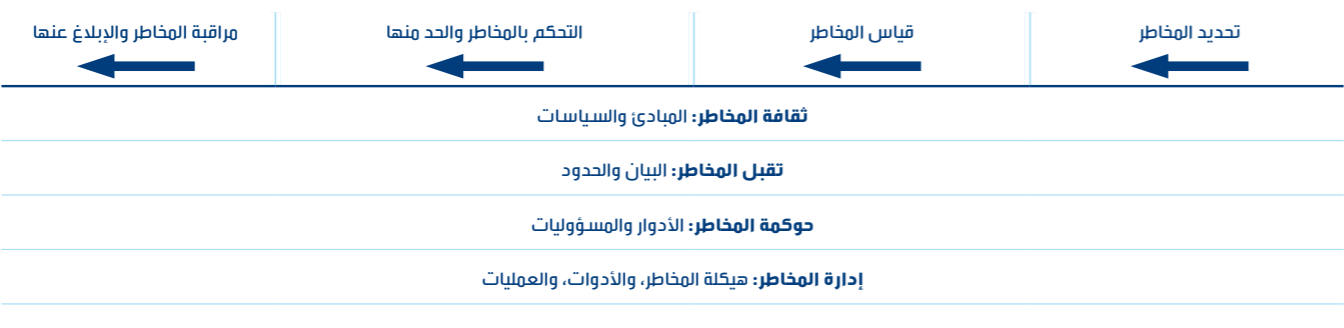 تحديد المخاطر
قياس المخاطر
التحكم بالمخاطر والحد منها
مراقبة المخاطر والإبلاغ عنها
ثقافة المخاطر: المبادئ والسياسات
تقبل المخاطر: البيان والحدود
حوكمة المخاطر: الأدوار والمسؤوليات
إدارة المخاطر: هيكلة المخاطر، والأدوات، والعمليات